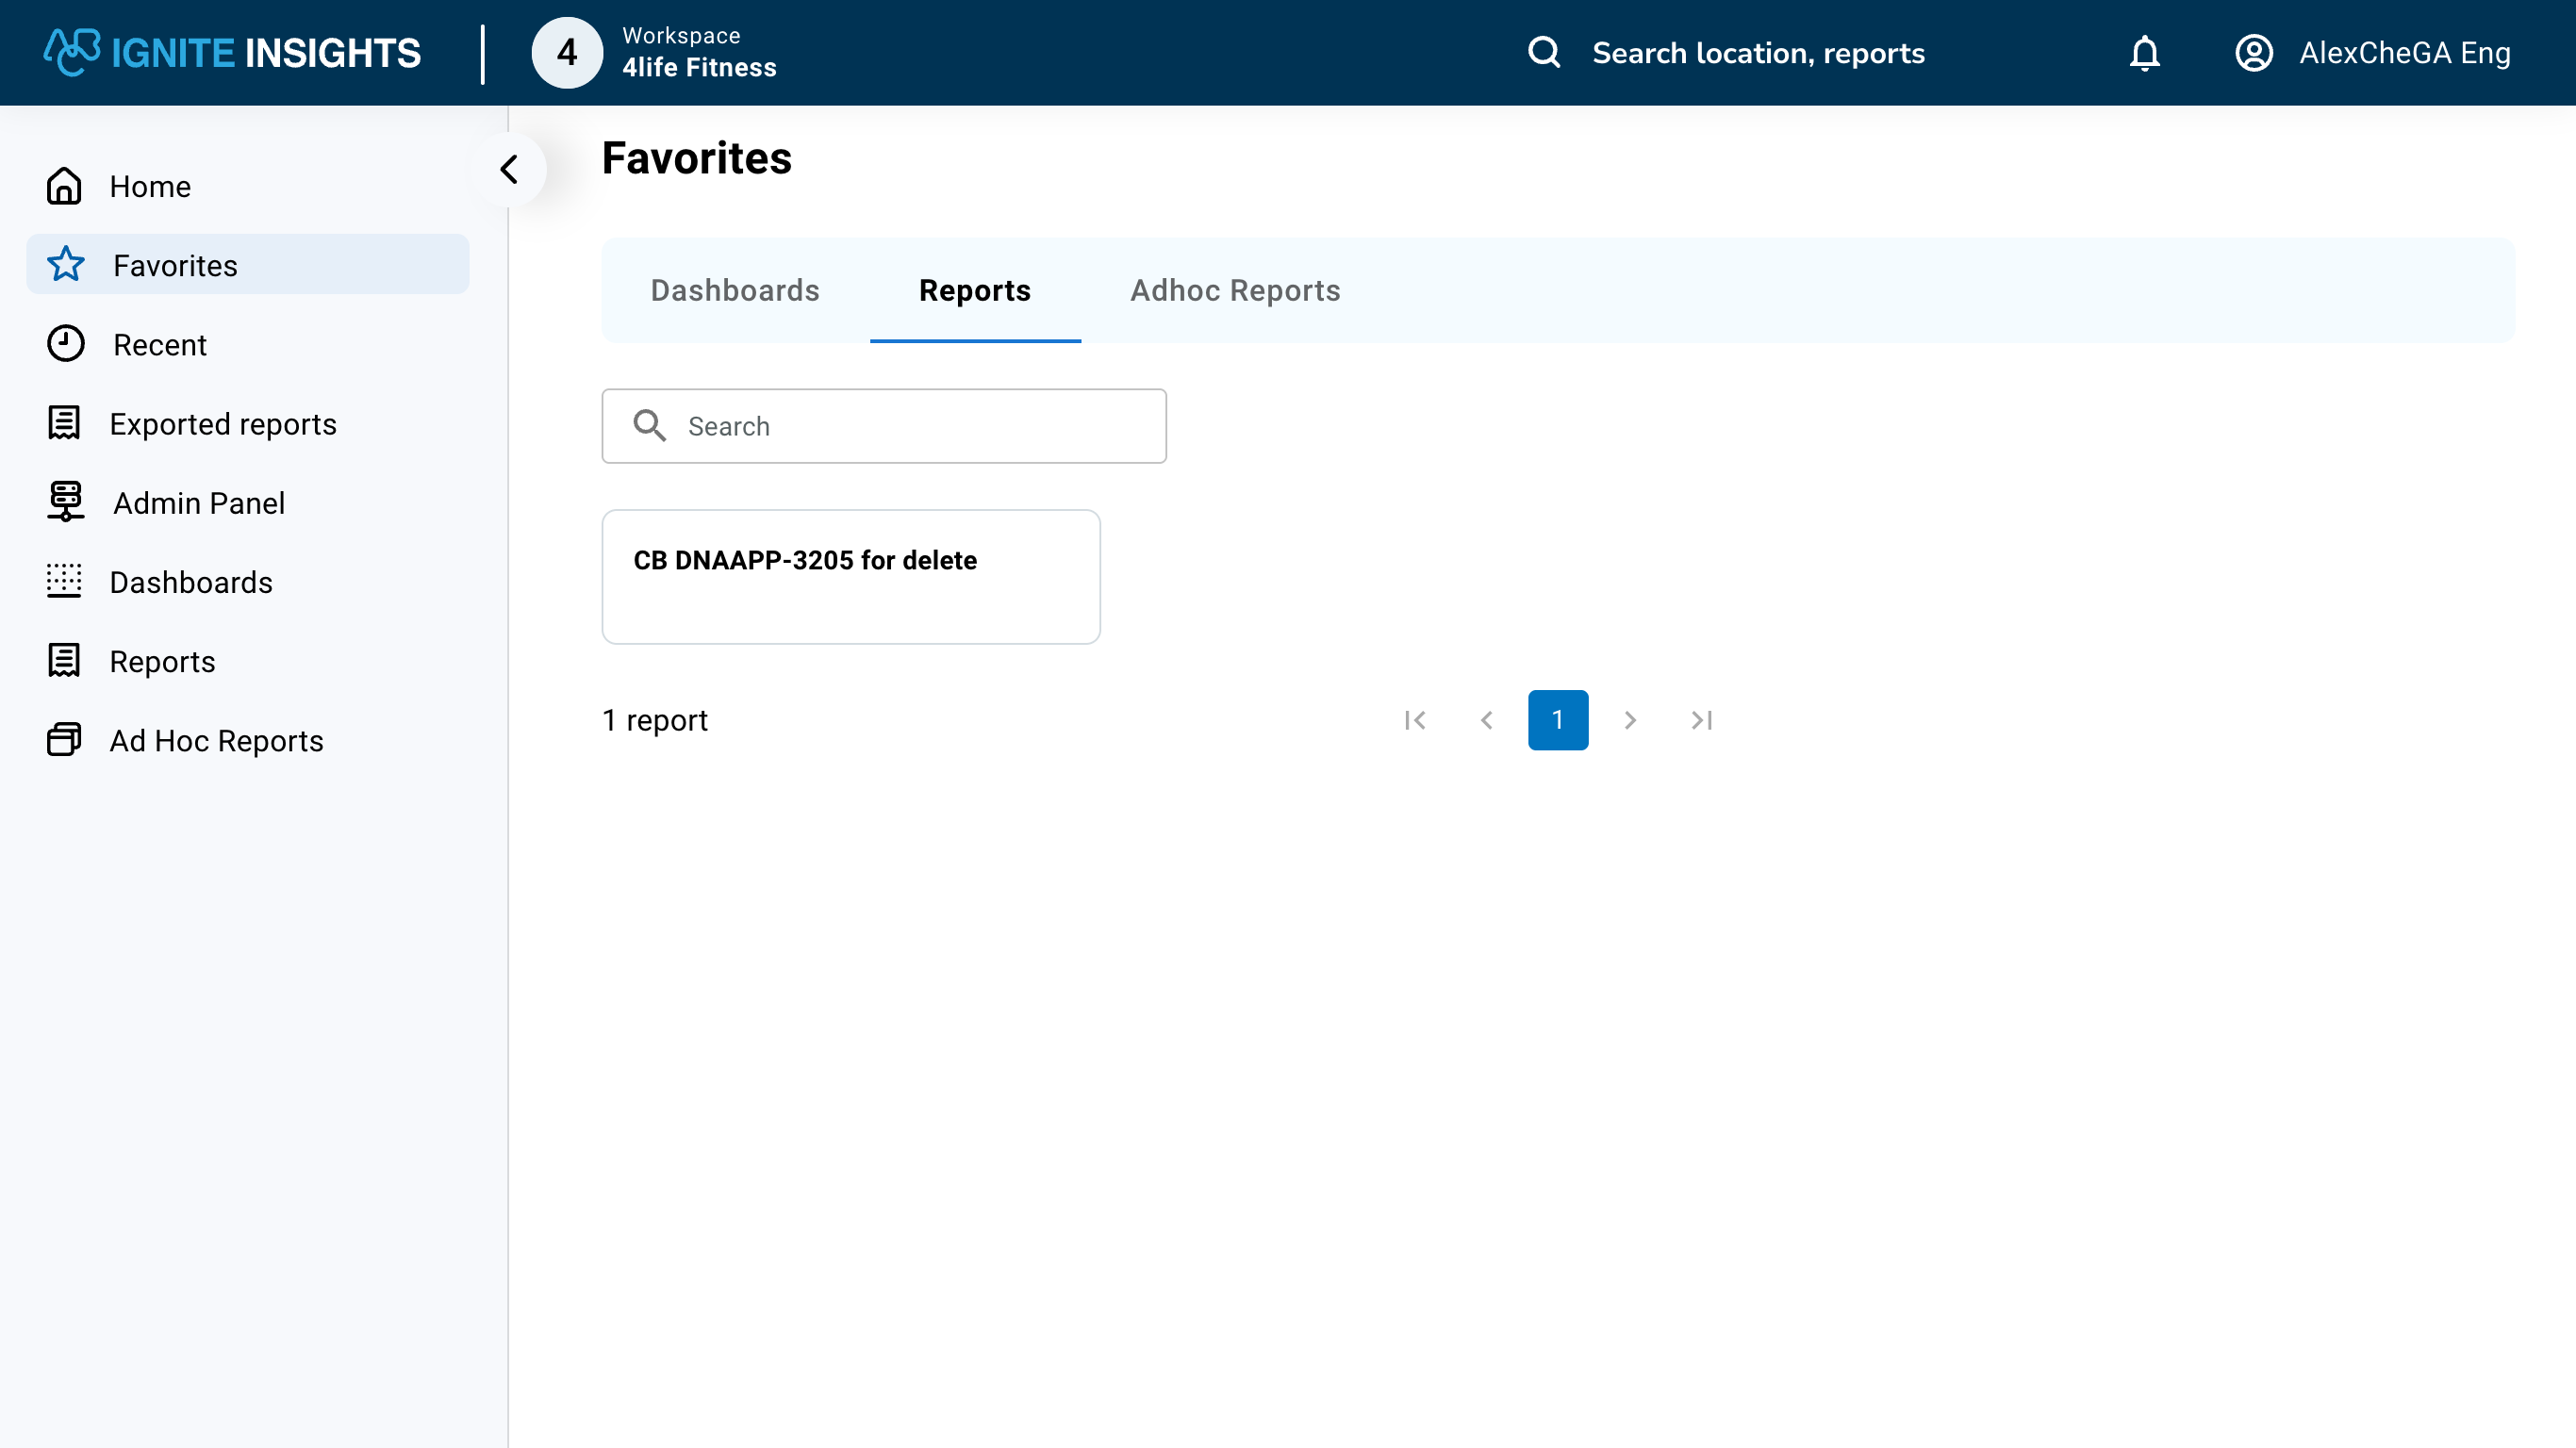 IGNITE INSIGHTS
4
Workspace
4life Fitness
Search location, reports
AlexCheGA Eng
Home
Favorites
Recent
Exported reports
Admin Panel
Dashboards
Reports
Ad Hoc Reports
Favorites
Dashboards
Reports
Adhoc Reports
Search
CB DNAAPP-3205 for delete
1 report
1